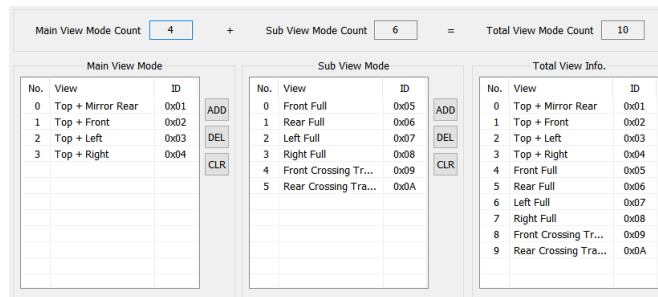 Main View Mode Count 4 + Sub View Mode Count 6 = Total View Mode Count 10
Main View Mode
No. View ID
0 Top + Mirror Rear 0x01
1 Top + Front 0x02
2 Top + Left 0x03
3 Top + Right 0x04
ADD
DEL
CLR
Sub View Mode
No. View ID
0 Front Full 0x05
1 Rear Full 0x06
2 Left Full 0x07
3 Right Full 0x08
4 Front Crossing Tr... 0x09
5 Rear Crossing Tra... 0x0A
ADD
DEL
CLR
Total View Info.
No. View ID
0 Top + Mirror Rear 0x01
1 Top + Front 0x02
2 Top + Left 0x03
3 Top + Right 0x04
4 Front Full 0x05
5 Rear Full 0x06
6 Left Full 0x07
7 Right Full 0x08
8 Front Crossing Tr... 0x09
9 Rear Crossing Tra... 0x0A